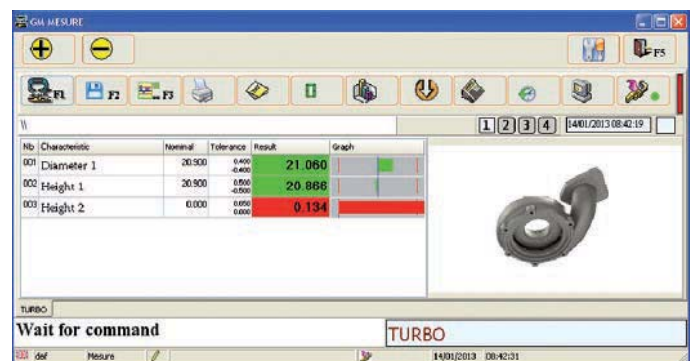 GM MESURE
F5
F1 F2 F3
\\ 1 2 3 4 14/01/2013 08:42:19
Nb Characteristic Nominal Tolerance Result Graph
001 Diameter 1 20.900 0.400 -0.400 21.060
002 Height 1 20.900 0.500 -0.500 20.866
003 Height 2 0.000 0.050 0.000 0.134
TURBO
Wait for command TURBO
def Mesure 14/01/2013 08:42:31